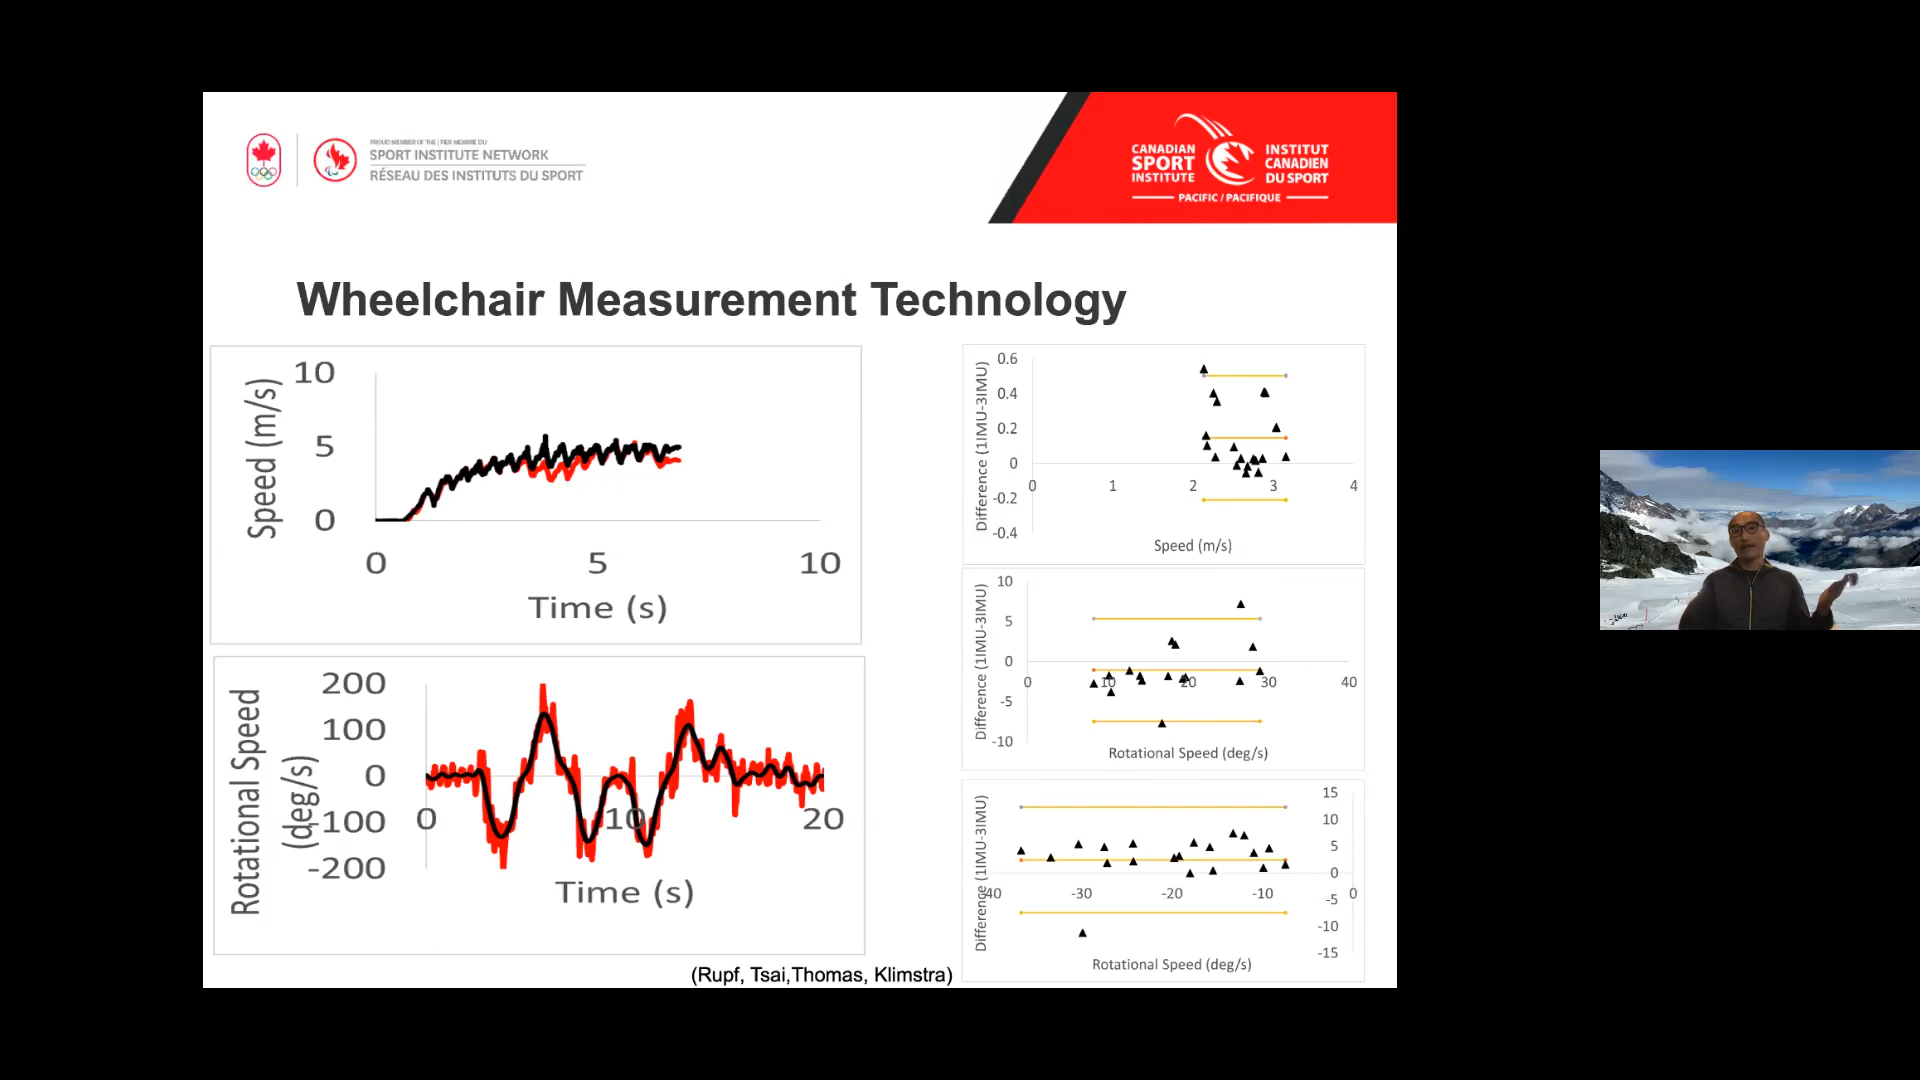 PROUD MEMBER OF THE | FIER MEMBRE DU
SPORT INSTITUTE NETWORK
RÉSEAU DES INSTITUTS DU SPORT
CANADIAN
SPORT
INSTITUTE
INSTITUT
CANADIEN
DU SPORT
PACIFIC / PACIFIQUE
Wheelchair Measurement Technology
Speed (m/s)
10
5
0
0 5 10
Time (s)
Rotational Speed
(deg/s)
200
100
0
-100
-200
0 10 20
Time (s)
Difference (1IMU-3IMU)
0.6
0.4
0.2
0
-0.2
-0.4
0 1 2 3 4
Speed (m/s)
Difference (1IMU-3IMU)
10
5
0
-5
-10
0 10 20 30 40
Rotational Speed (deg/s)
Difference (1IMU-3IMU)
15
10
5
0
-5
-10
-15
-40 -30 -20 -10 0
Rotational Speed (deg/s)
(Rupf, Tsai,Thomas, Klimstra)